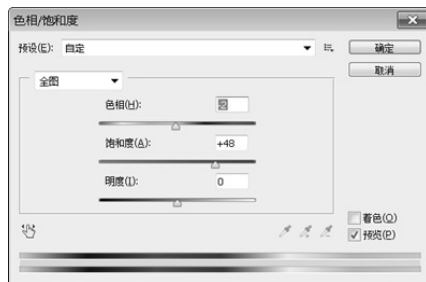 色相/饱和度
预设(E): 自定
确定
取消
全图
色相(H):
饱和度(A): +48
明度(I): 0
着色(O)
预览(P)